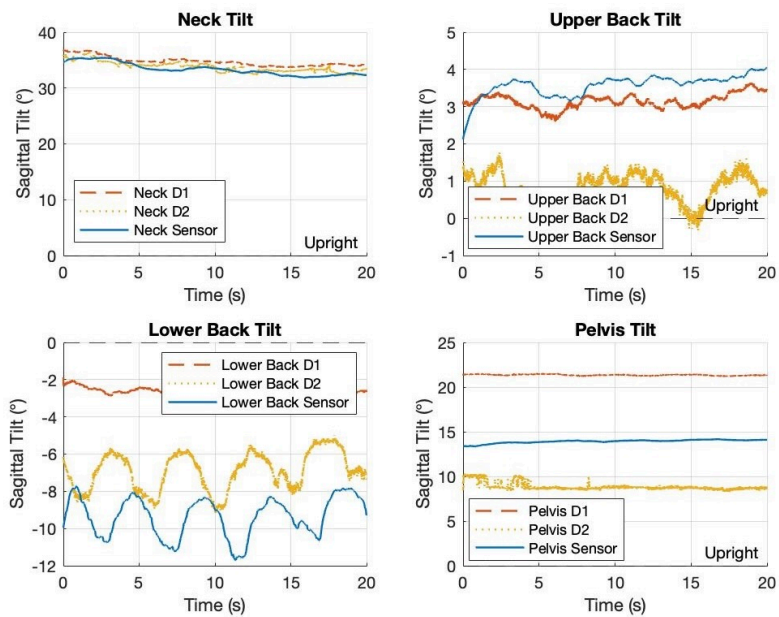 Neck Tilt
40
30
20
10
0
Sagittal Tilt (°)
Neck D1
Neck D2
Neck Sensor
Upright
0
5
10
15
20
Time (s)
Upper Back Tilt
5
4
3
2
1
0
-1
Sagittal Tilt (°)
Upper Back D1
Upper Back D2
Upper Back Sensor
Upright
0
5
10
15
20
Time (s)
Lower Back Tilt
0
-2
-4
-6
-8
-10
-12
Sagittal Tilt (°)
Lower Back D1
Lower Back D2
Lower Back Sensor
0
5
10
15
20
Time (s)
Pelvis Tilt
25
20
15
10
5
0
Sagittal Tilt (°)
Pelvis D1
Pelvis D2
Pelvis Sensor
Upright
0
5
10
15
20
Time (s)